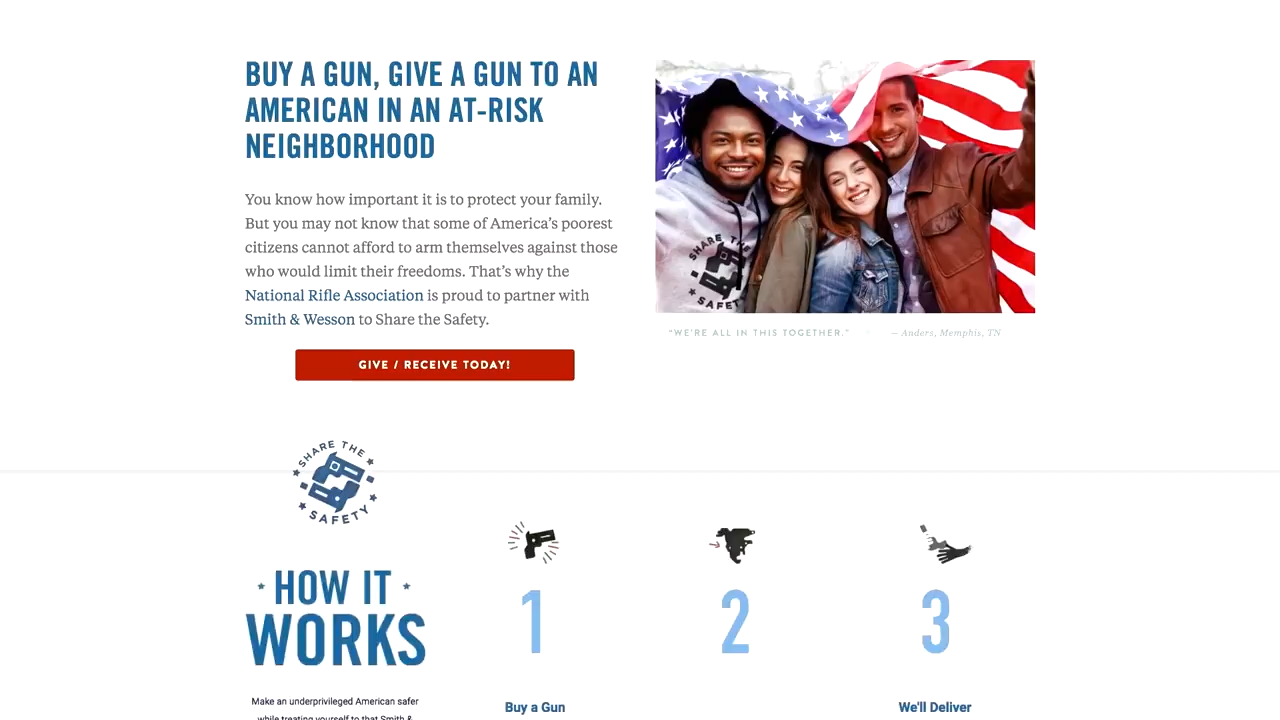 BUY A GUN, GIVE A GUN TO AN
AMERICAN IN AN AT-RISK
NEIGHBORHOOD
You know how important it is to protect your family.
But you may not know that some of America's poorest
citizens cannot afford to arm themselves against those
who would limit their freedoms. That's why the
National Rifle Association is proud to partner with
Smith & Wesson to Share the Safety.
GIVE / RECEIVE TODAY!
SHARE THE
SAFETY
"WE'RE ALL IN THIS TOGETHER."
— Anders, Memphis, TN
SHARE THE
SAFETY
HOW IT
WORKS
Make an underprivileged American safer
while treating yourself to that Smith &
1
Buy a Gun
2
3
We'll Deliver